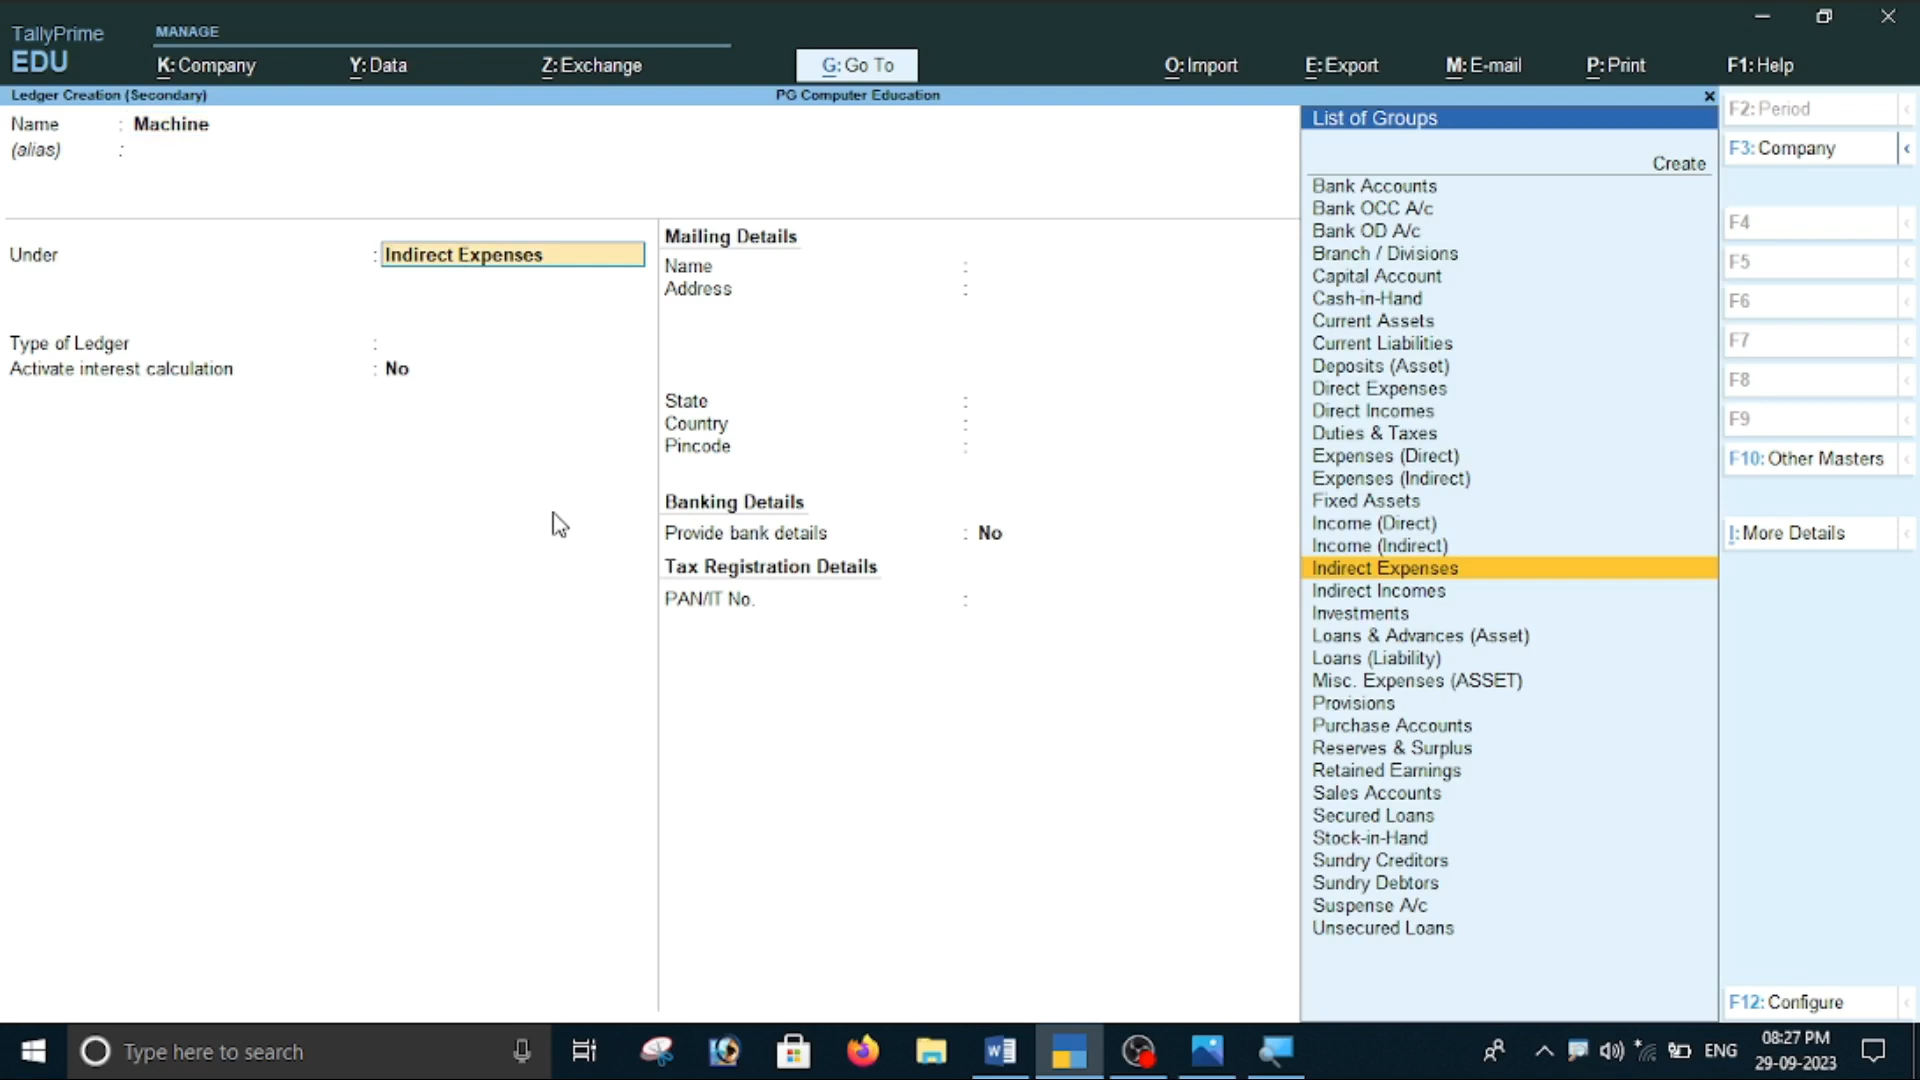 TallyPrime
EDU
MANAGE
K: Company
Y: Data
Z: Exchange
G: Go To
O: Import
E: Export
M: E-mail
P: Print
F1: Help
Ledger Creation (Secondary)
PG Computer Education
Name : Machine
(alias) :
Under : Indirect Expenses
Type of Ledger :
Activate interest calculation : No
Mailing Details
Name :
Address :
State :
Country :
Pincode :
Banking Details
Provide bank details : No
Tax Registration Details
PAN/IT No. :
List of Groups
Create
Bank Accounts
Bank OCC A/c
Bank OD A/c
Branch / Divisions
Capital Account
Cash-in-Hand
Current Assets
Current Liabilities
Deposits (Asset)
Direct Expenses
Direct Incomes
Duties & Taxes
Expenses (Direct)
Expenses (Indirect)
Fixed Assets
Income (Direct)
Income (Indirect)
Indirect Expenses
Indirect Incomes
Investments
Loans & Advances (Asset)
Loans (Liability)
Misc. Expenses (ASSET)
Provisions
Purchase Accounts
Reserves & Surplus
Retained Earnings
Sales Accounts
Secured Loans
Stock-in-Hand
Sundry Creditors
Sundry Debtors
Suspense A/c
Unsecured Loans
F2: Period
F3: Company
F4
F5
F6
F7
F8
F9
F10: Other Masters
I: More Details
F12: Configure
Type here to search
ENG
08:27 PM
29-09-2023